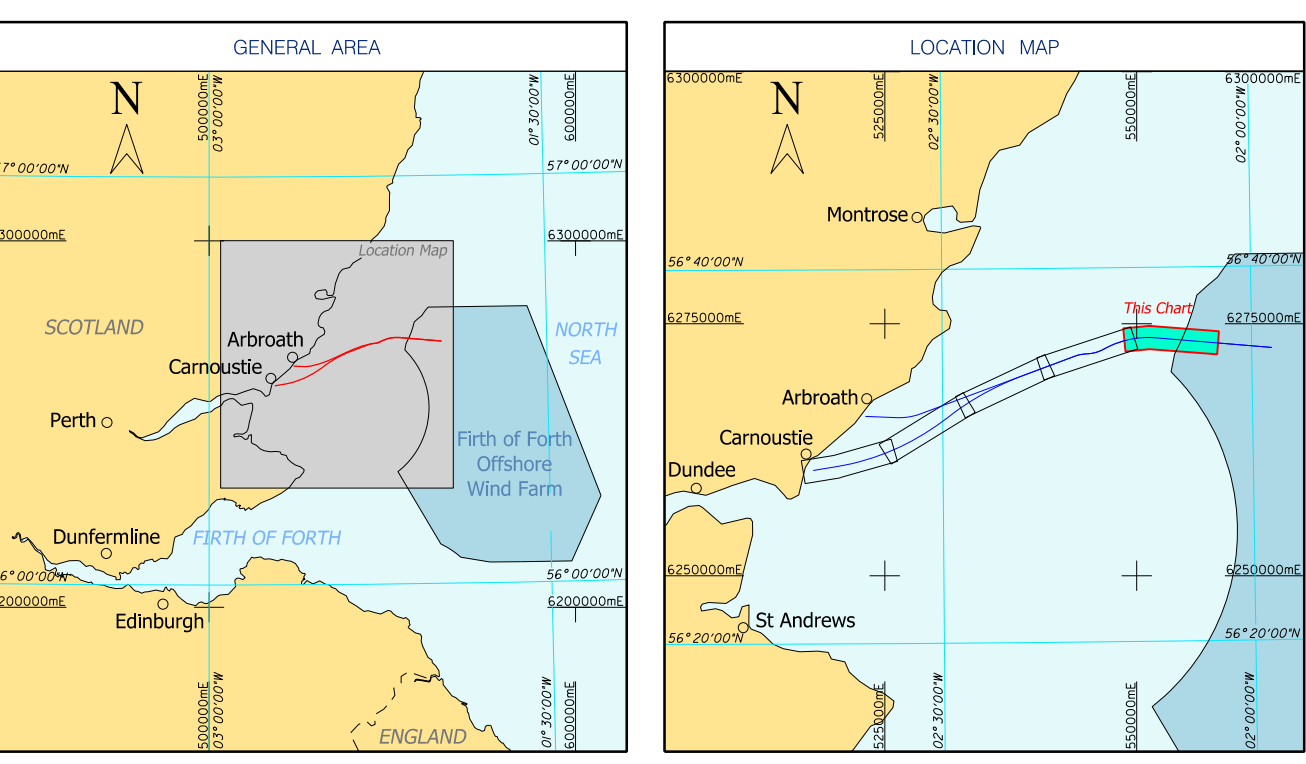 GENERAL AREA
N
500000mE
03° 00'00"W
01° 30'00"W
600000mE
7° 00'00"N
57° 00'00"N
300000mE
6300000mE
Location Map
SCOTLAND
NORTH
SEA
Arbroath
Carnoustie
Perth
Firth of Forth
Offshore
Wind Farm
Dunfermline
FIRTH OF FORTH
6° 00'00"N
56° 00'00"N
200000mE
6200000mE
Edinburgh
500000mE
03° 00'00"W
01° 30'00"W
600000mE
ENGLAND
LOCATION MAP
6300000mE
6300000mE
N
525000mE
02° 30'00"W
550000mE
02° 00'00"W
Montrose
56° 40'00"N
56° 40'00"N
This Chart
6275000mE
6275000mE
Arbroath
Carnoustie
Dundee
6250000mE
6250000mE
St Andrews
56° 20'00"N
56° 20'00"N
525000mE
02° 30'00"W
550000mE
02° 00'00"W